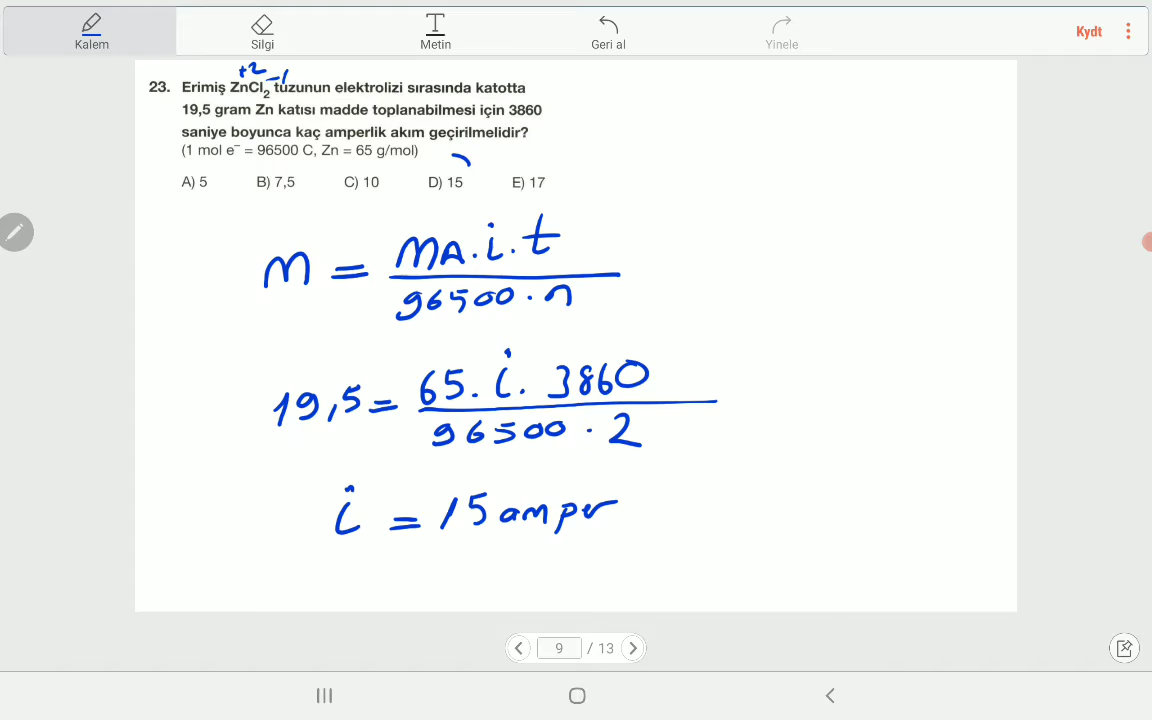 Kalem
Silgi
Metin
Geri al
Yinele
Kydt
+2 -1
23. Erimiş ZnCl₂ tuzunun elektrolizi sırasında katotta
19,5 gram Zn katısı madde toplanabilmesi için 3860
saniye boyunca kaç amperlik akım geçirilmelidir?
(1 mol e⁻ = 96500 C, Zn = 65 g/mol)
A) 5 B) 7,5 C) 10 D) 15 E) 17
m = MA.i.t
96500.n
19,5 = 65.i.3860
96500.2
i = 15 amper
9 / 13